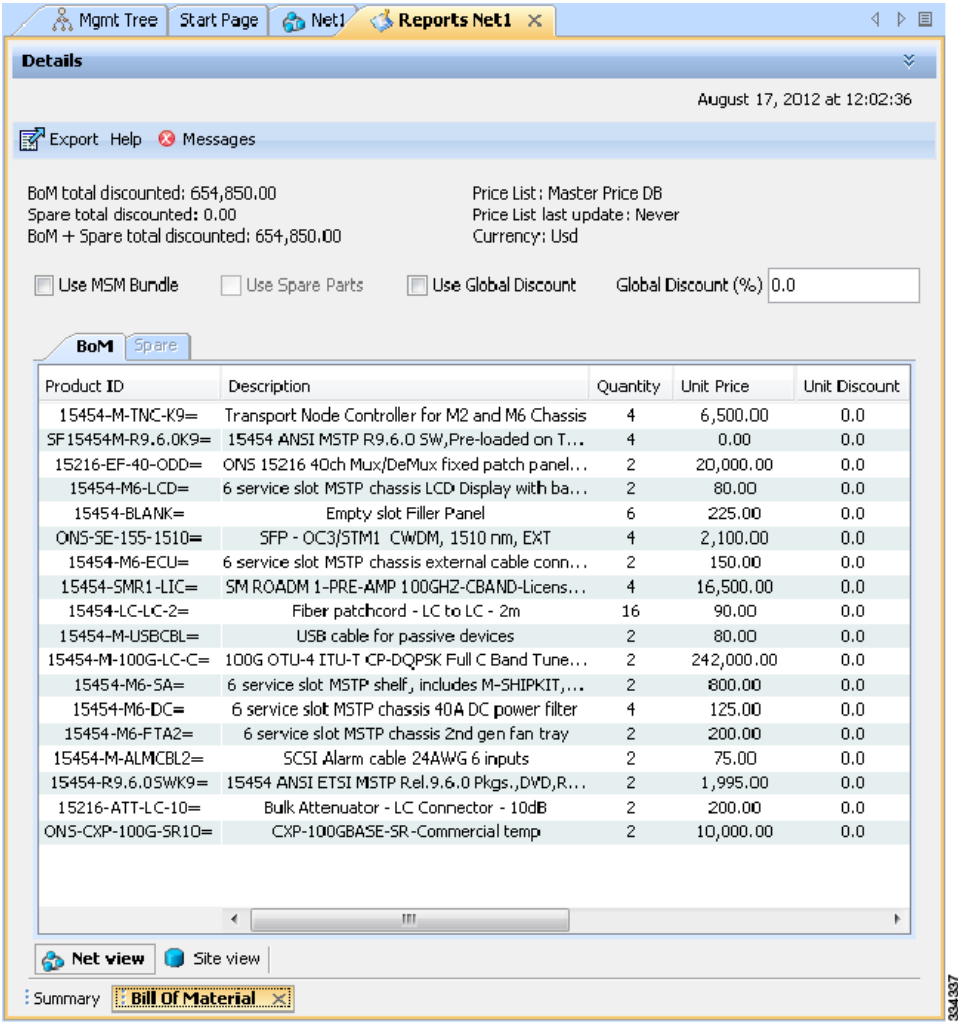 Mgmt Tree Start Page Net1 Reports Net1
Details
August 17, 2012 at 12:02:36
Export Help Messages
BoM total discounted: 654,850.00 Price List: Master Price DB
Spare total discounted: 0.00 Price List last update: Never
BoM + Spare total discounted: 654,850.00 Currency: Usd
Use MSM Bundle Use Spare Parts Use Global Discount Global Discount (%) 0.0
BoM Spare
Product ID Description Quantity Unit Price Unit Discount
15454-M-TNC-K9= Transport Node Controller for M2 and M6 Chassis 4 6,500.00 0.0
SF15454M-R9.6.0K9= 15454 ANSI MSTP R9.6.0 SW,Pre-loaded on T... 4 0.00 0.0
15216-EF-40-ODD= ONS 15216 40ch Mux/DeMux fixed patch panel... 2 20,000.00 0.0
15454-M6-LCD= 6 service slot MSTP chassis LCD Display with ba... 2 80.00 0.0
15454-BLANK= Empty slot Filler Panel 6 225.00 0.0
ONS-SE-155-1510= SFP - OC3/STM1 CWDM, 1510 nm, EXT 4 2,100.00 0.0
15454-M6-ECU= 6 service slot MSTP chassis external cable conn... 2 150.00 0.0
15454-SMR1-LIC= SM ROADM 1-PRE-AMP 100GHZ-CBAND-Licens... 4 16,500.00 0.0
15454-LC-LC-2= Fiber patchcord - LC to LC - 2m 16 90.00 0.0
15454-M-USBCBL= USB cable for passive devices 2 80.00 0.0
15454-M-100G-LC-C= 100G OTU-4 ITU-T CP-DQPSK Full C Band Tune... 2 242,000.00 0.0
15454-M6-SA= 6 service slot MSTP shelf, includes M-SHIPKIT,... 2 800.00 0.0
15454-M6-DC= 6 service slot MSTP chassis 40A DC power filter 4 125.00 0.0
15454-M6-FTA2= 6 service slot MSTP chassis 2nd gen fan tray 2 200.00 0.0
15454-M-ALMCBL2= SCSI Alarm cable 24AWG 6 inputs 2 75.00 0.0
15454-R9.6.0SWK9= 15454 ANSI ETSI MSTP Rel.9.6.0 Pkgs.,DVD,R... 2 1,995.00 0.0
15216-ATT-LC-10= Bulk Attenuator - LC Connector - 10dB 2 200.00 0.0
ONS-CXP-100G-SR10= CXP-100GBASE-SR-Commercial temp 2 10,000.00 0.0
Net view Site view
Summary Bill Of Material
334337